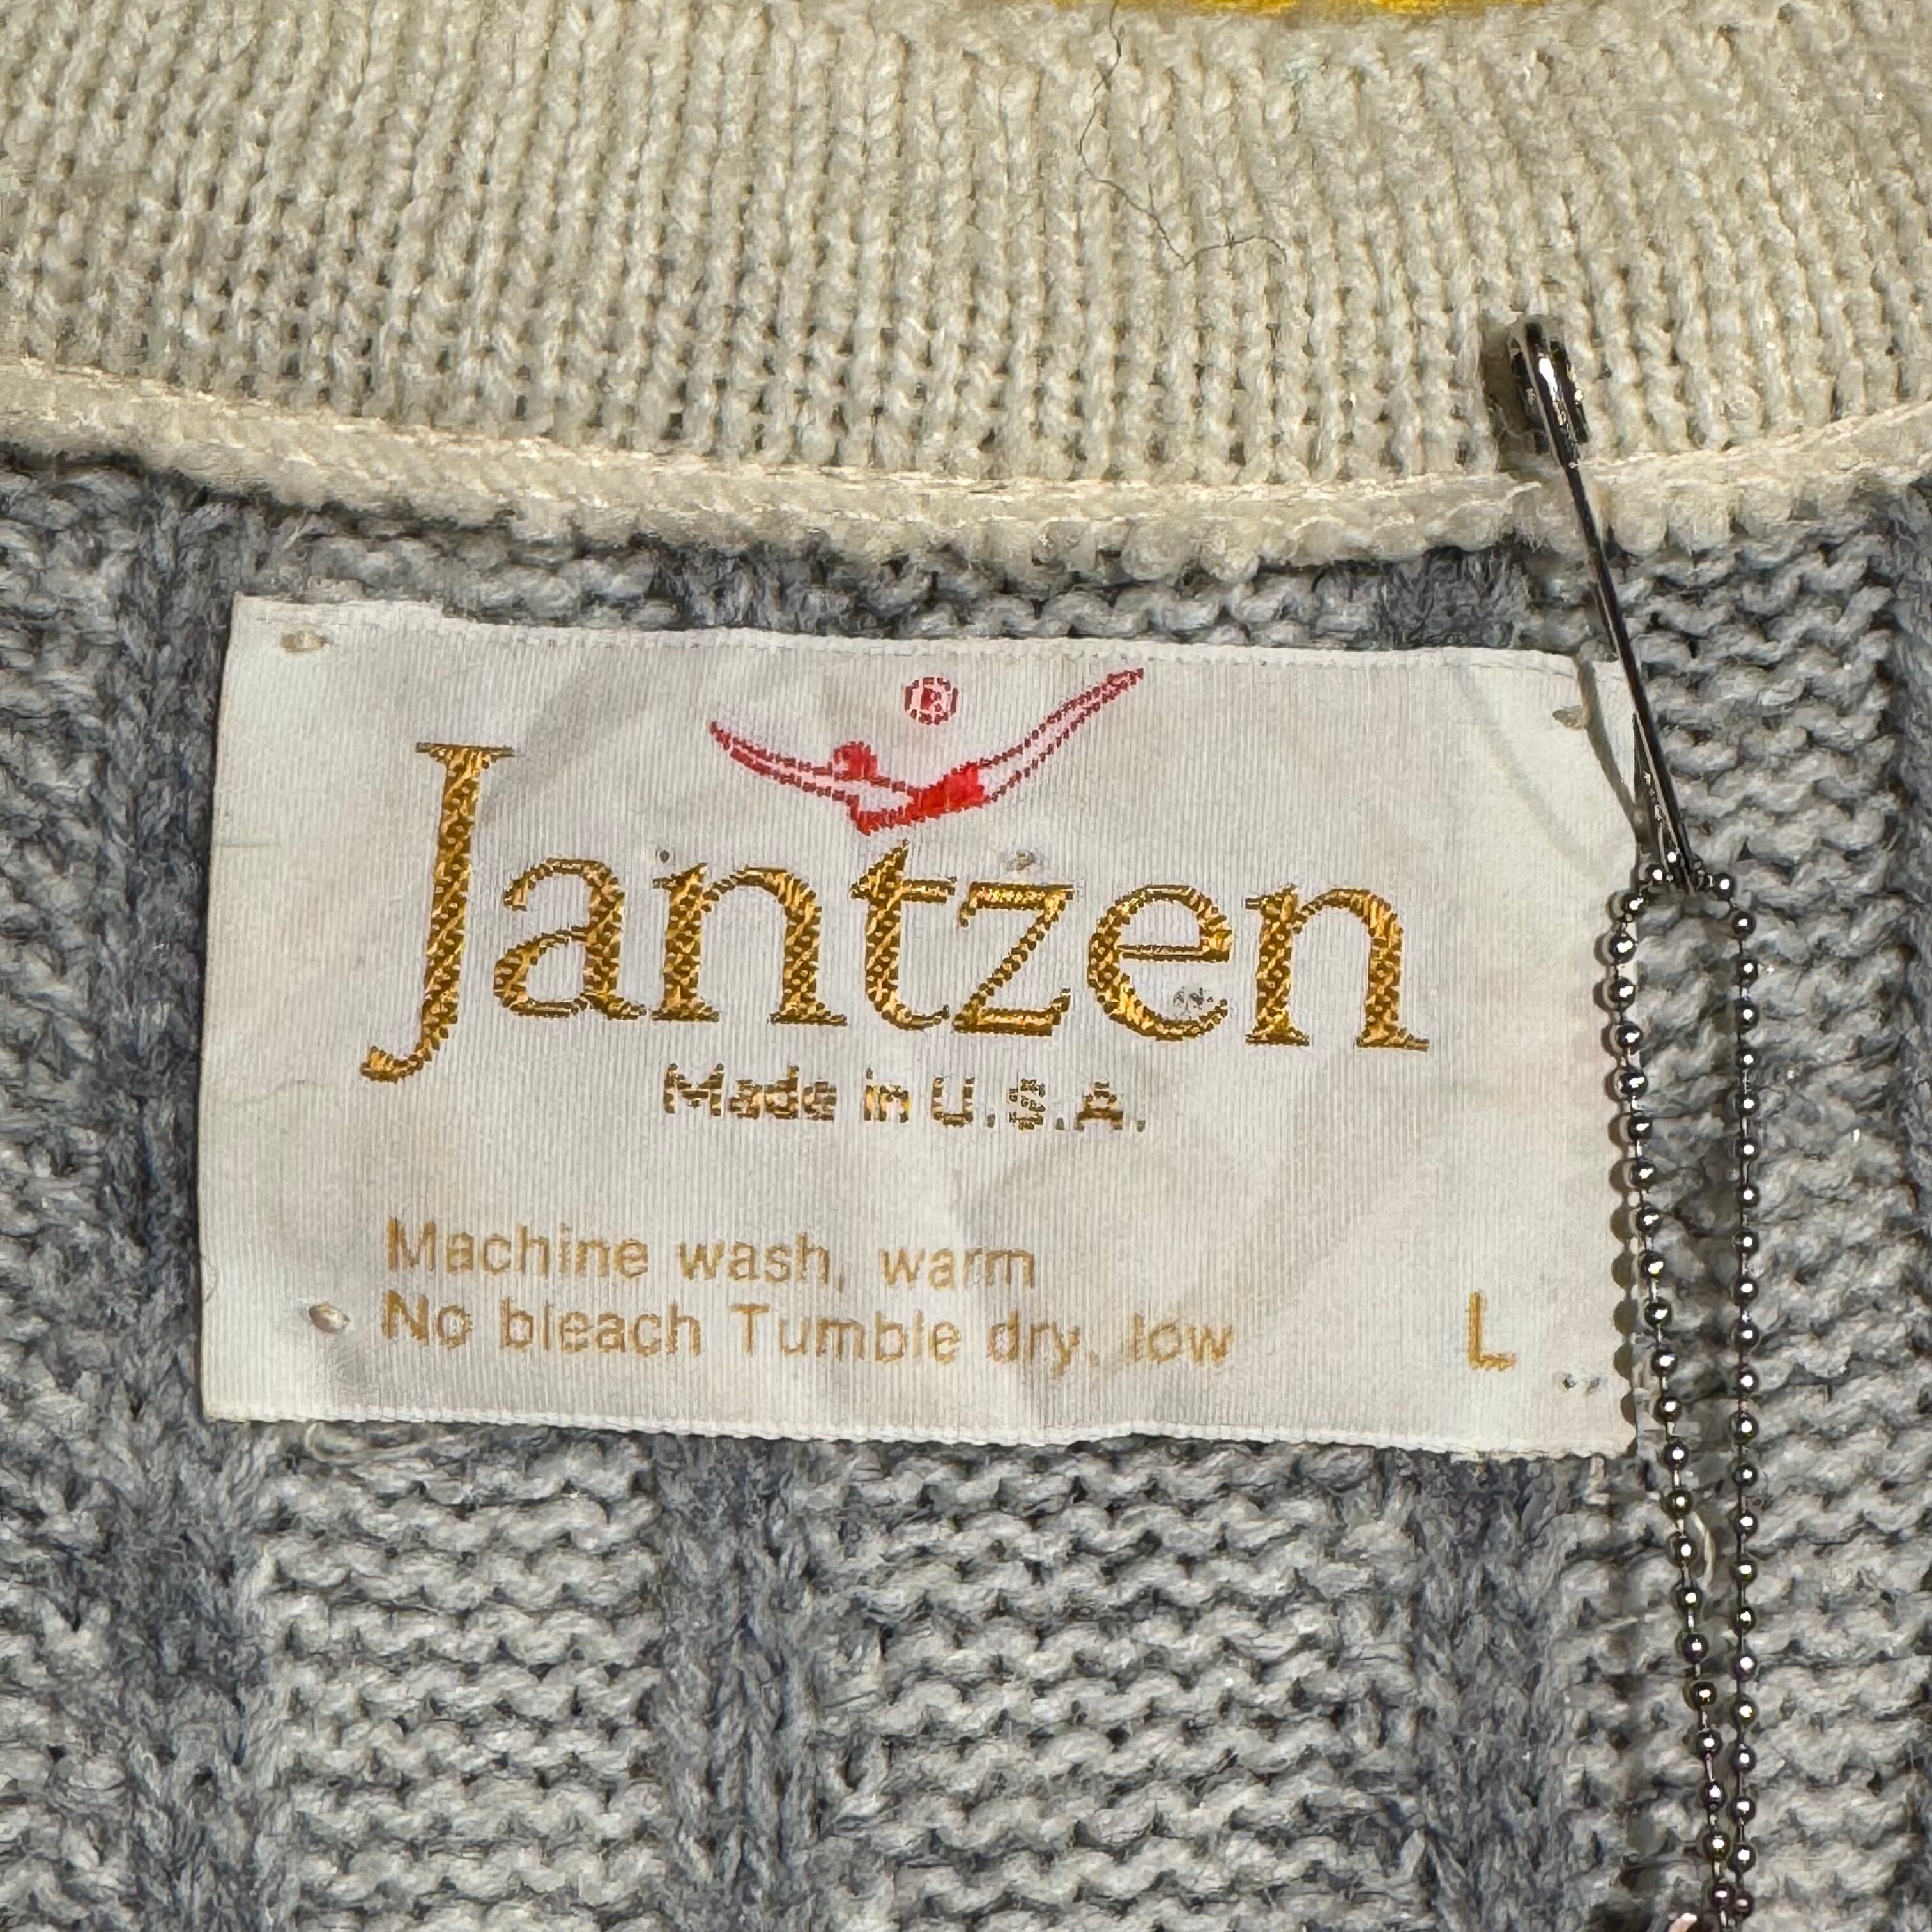 ®
Jantzen
Made in U.S.A.
Machine wash, warm
No bleach Tumble dry, low
L